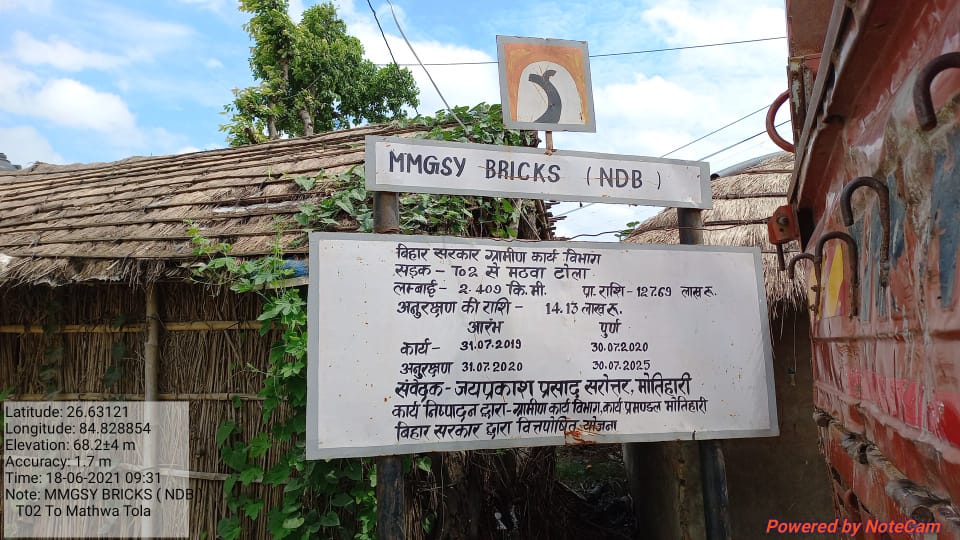 MMGSY BRICKS (NDB)
बिहार सरकार ग्रामीण कार्य विभाग
सड़क - T02 से मठवा टोला
लम्बाई - 2.409 कि.मी. प्रा. राशि - 127.69 लाख रु.
अनुरक्षण की राशि - 14.13 लाख रु.
आरंभ पुर्ण
कार्य - 31.07.2019 30.07.2020
अनुरक्षण 31.07.2020 30.07.2025
संवेदक - जयप्रकाश प्रसाद सरोत्तर, मोतिहारी
कार्य निष्पादन द्वारा - ग्रामीण कार्य विभाग, कार्य प्रमण्डल मोतिहारी
बिहार सरकार द्वारा वित्तपोषित योजना
Latitude: 26.63121
Longitude: 84.828854
Elevation: 68.2±4 m
Accuracy: 1.7 m
Time: 18-06-2021 09:31
Note: MMGSY BRICKS ( NDB )
T02 To Mathwa Tola
Powered by NoteCam